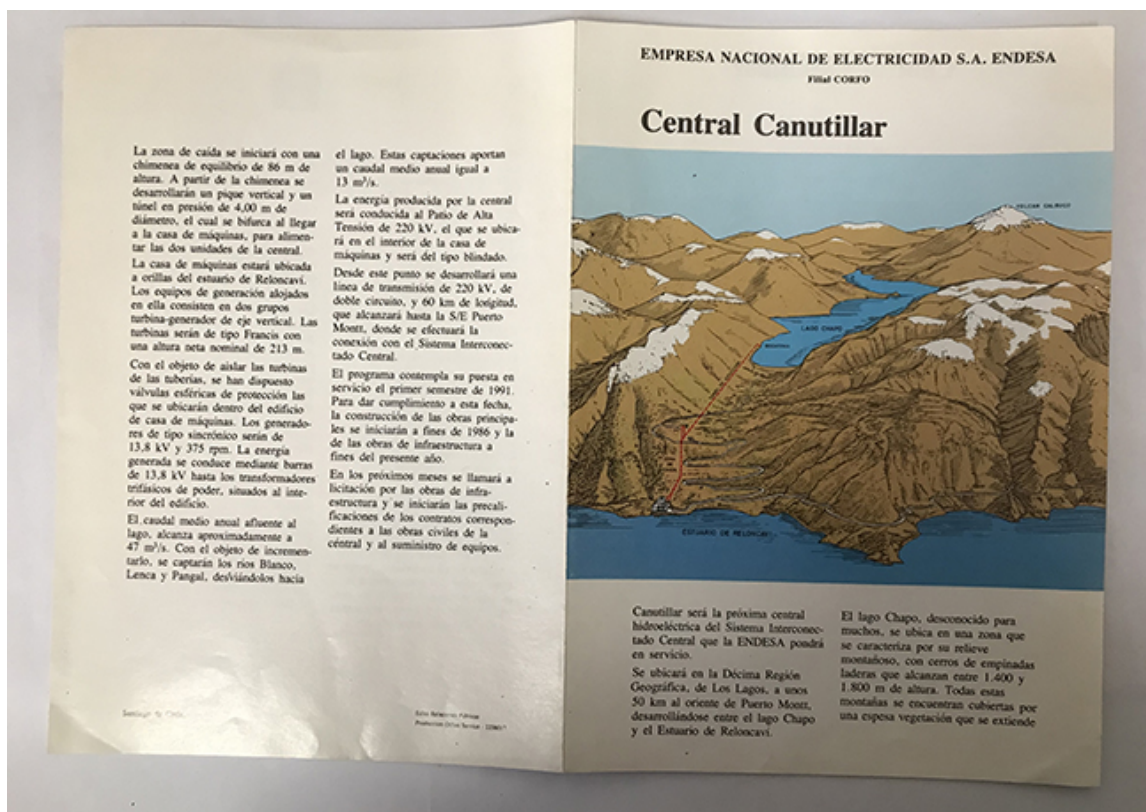 La zona de caída se iniciará con una
chimenea de equilibrio de 86 m de
altura. A partir de la chimenea se
desarrollarán un pique vertical y un
túnel en presión de 4,00 m de
diámetro, el cual se bifurca al llegar
a la casa de máquinas, para alimen-
tar las dos unidades de la central.
La casa de máquinas estará ubicada
a orillas del estuario de Reloncaví.
Los equipos de generación alojados
en ella consisten en dos grupos
turbina-generador de eje vertical. Las
turbinas serán de tipo Francis con
una altura neta nominal de 213 m.
Con el objeto de aislar las turbinas
de las tuberías, se han dispuesto
válvulas esféricas de protección las
que se ubicarán dentro del edificio
de casa de máquinas. Los generado-
res de tipo sincrónico serán de
13,8 kV y 375 rpm. La energía
generada se conduce mediante barras
de 13,8 kV hasta los transformadores
trifásicos de poder, situados al inte-
rior del edificio.
El caudal medio anual afluente al
lago, alcanza aproximadamente a
47 m³/s. Con el objeto de incremen-
tarlo, se captarán los ríos Blanco,
Lenca y Pangal, desviándolos hacia
el lago. Estas captaciones aportan
un caudal medio anual igual a
13 m³/s.
La energía producida por la central
será conducida al Patio de Alta
Tensión de 220 kV, el que se ubica-
rá en el interior de la casa de
máquinas y será del tipo blindado.
Desde este punto se desarrollará una
línea de transmisión de 220 kV, de
doble circuito, y 60 km de longitud,
que alcanzará hasta la S/E Puerto
Montt, donde se efectuará la
conexión con el Sistema Interconec-
tado Central.
El programa contempla su puesta en
servicio el primer semestre de 1991.
Para dar cumplimiento a esta fecha,
la construcción de las obras principa-
les se iniciarán a fines de 1986 y la
de las obras de infraestructura a
fines del presente año.
En los próximos meses se llamará a
licitación por las obras de infra-
estructura y se iniciarán las precali-
ficaciones de los contratos correspon-
dientes a las obras civiles de la
central y al suministro de equipos.
Santiago de Chile
EMPRESA NACIONAL DE ELECTRICIDAD S.A. ENDESA
Filial CORFO
Central Canutillar
VOLCAN CALBUCO
LAGO CHAPO
ESTUARIO DE RELONCAVI
Canutillar será la próxima central
hidroeléctrica del Sistema Interconec-
tado Central que la ENDESA pondrá
en servicio.
Se ubicará en la Décima Región
Geográfica, de Los Lagos, a unos
50 km al oriente de Puerto Montt,
desarrollándose entre el lago Chapo
y el Estuario de Reloncaví.
El lago Chapo, desconocido para
muchos, se ubica en una zona que
se caracteriza por su relieve
montañoso, con cerros de empinadas
laderas que alcanzan entre 1.400 y
1.800 m de altura. Todas estas
montañas se encuentran cubiertas por
una espesa vegetación que se extiende